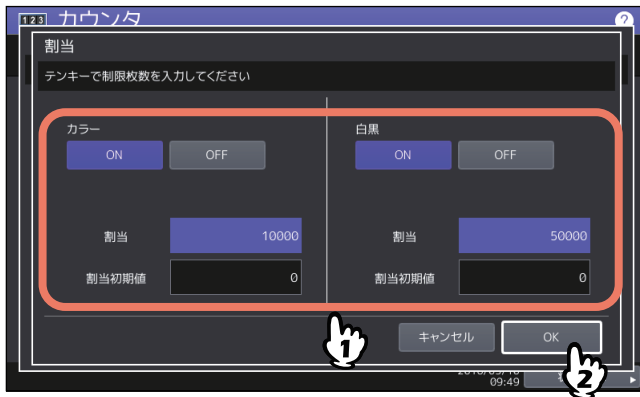 123 カウンタ ?
割当
テンキーで制限枚数を入力してください
カラー 白黒
ON OFF ON OFF
割当 10000 割当 50000
割当初期値 0 割当初期値 0
キャンセル OK
1
09:49
2